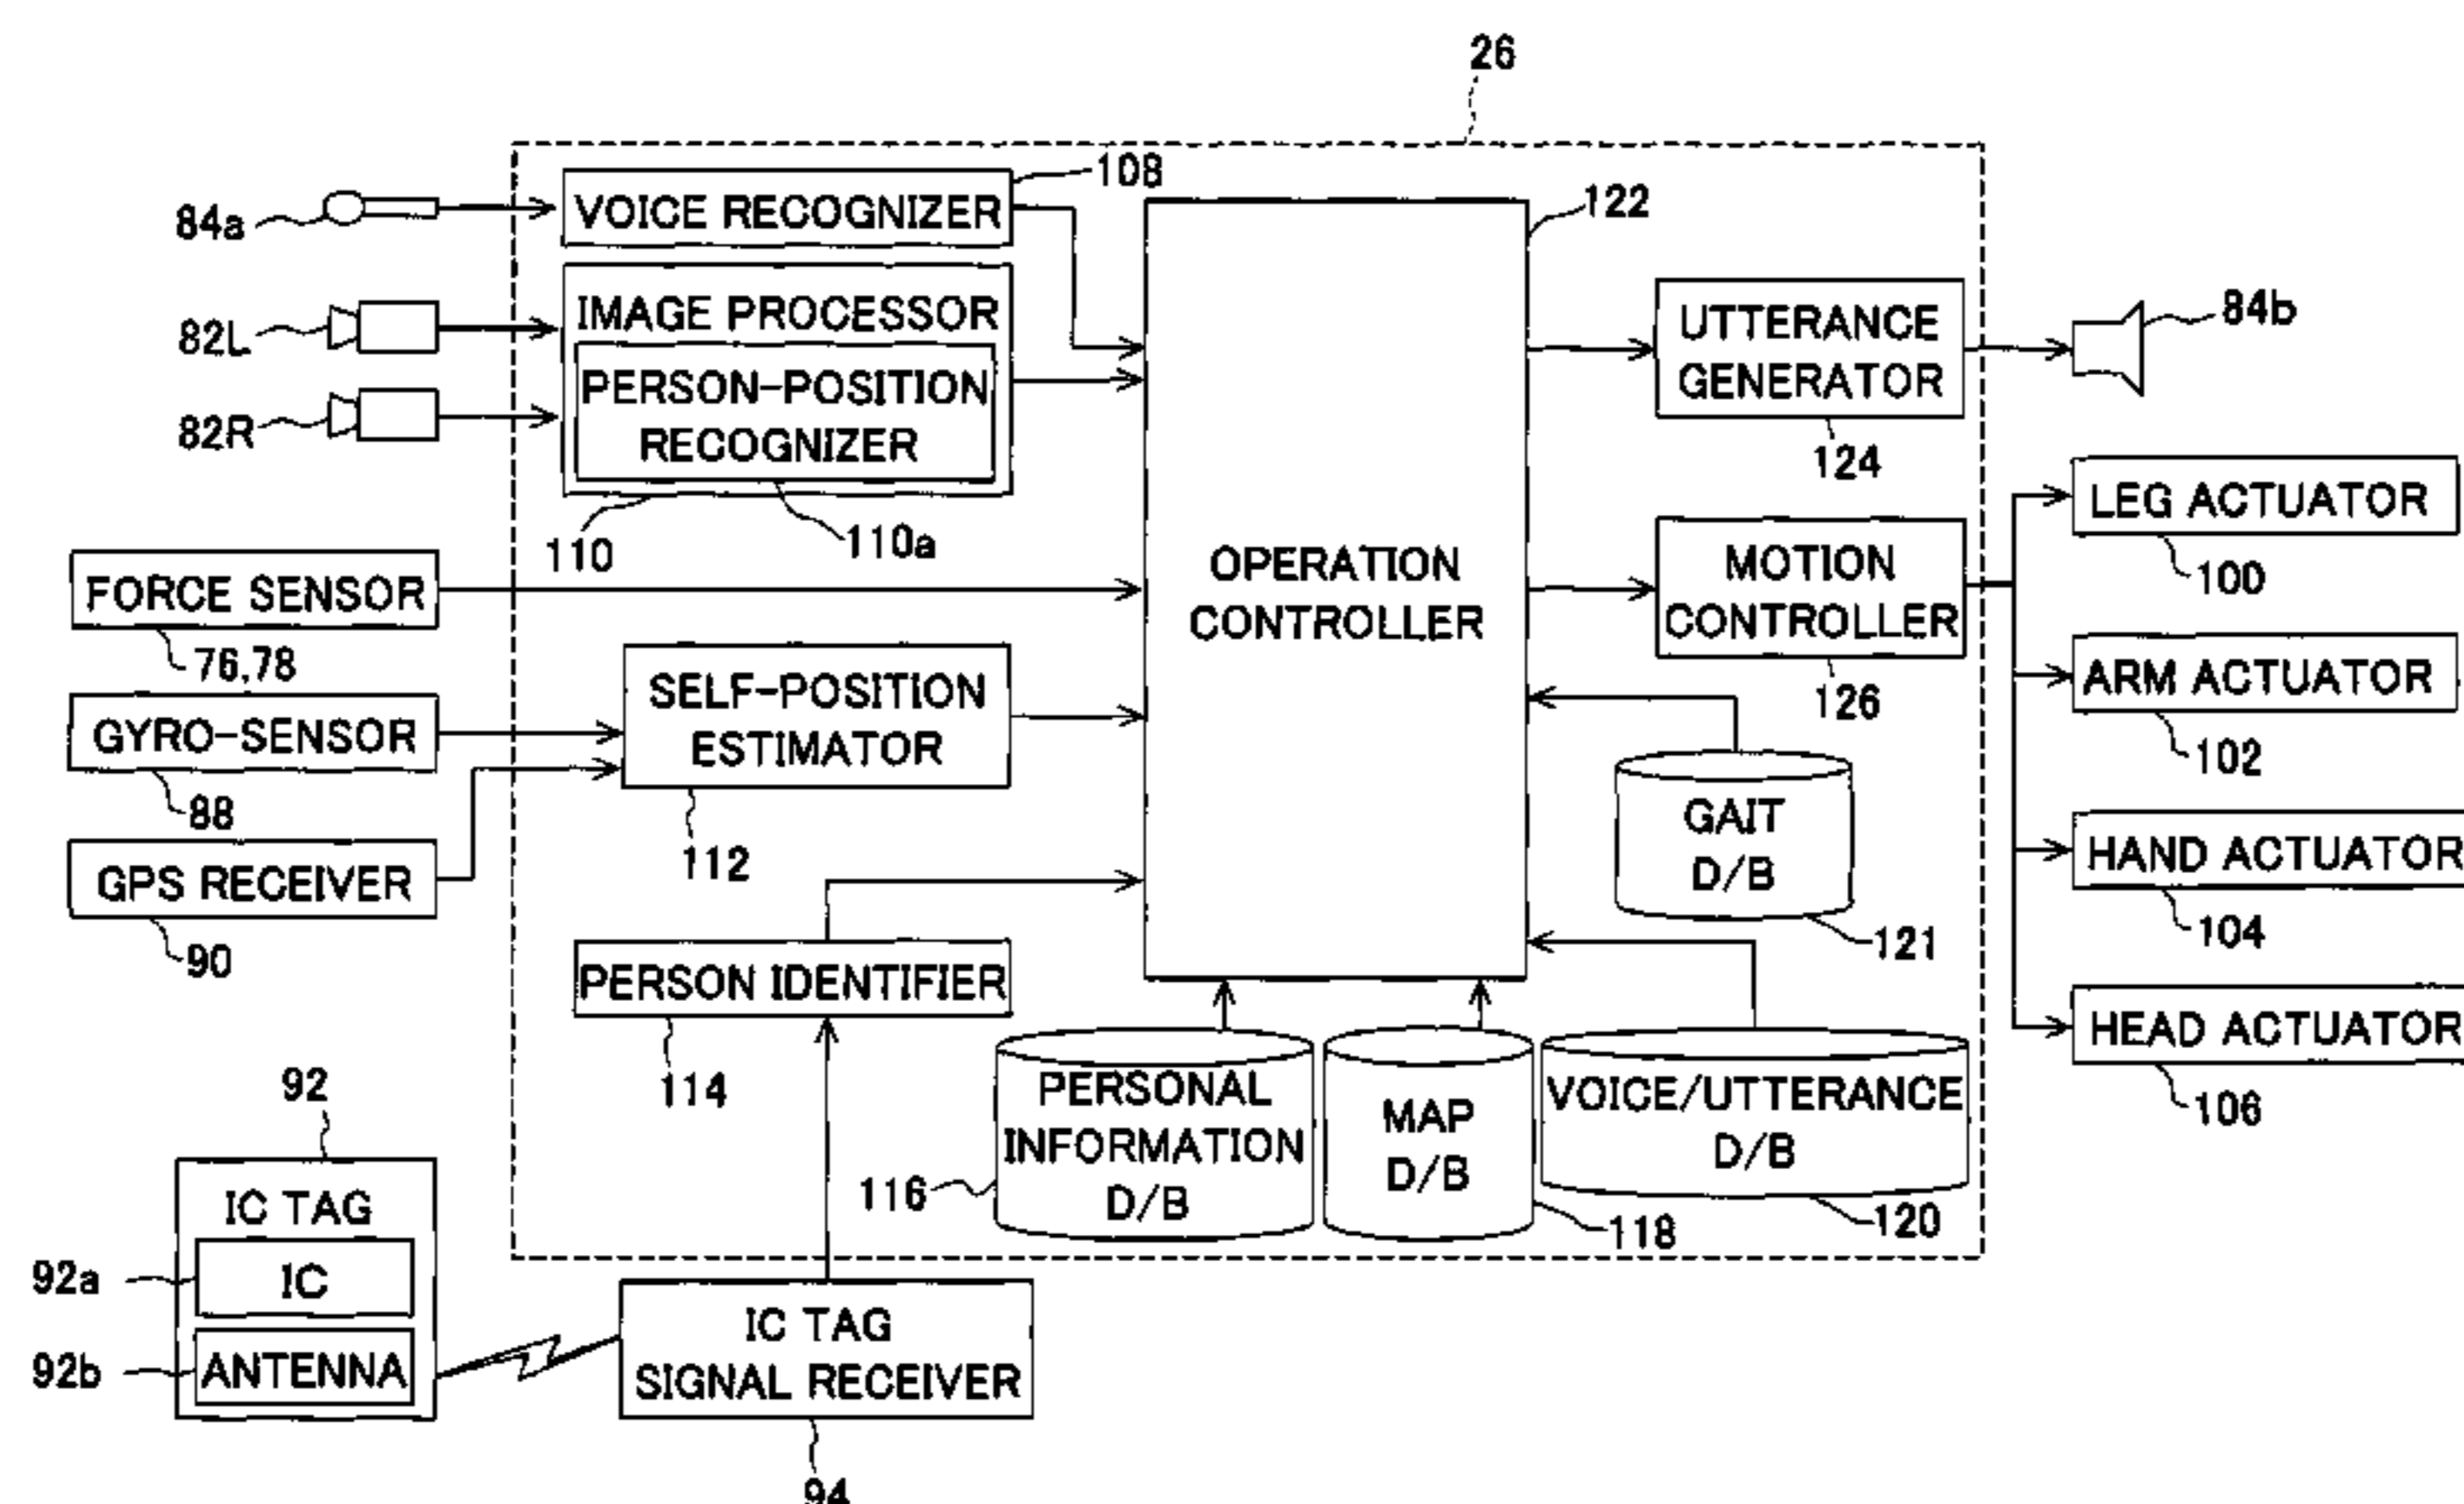 26
108
VOICE RECOGNIZER
84a
122
IMAGE PROCESSOR
82L
PERSON-POSITION
RECOGNIZER
82R
110
110a
UTTERANCE
GENERATOR
84b
124
LEG ACTUATOR
100
FORCE SENSOR
76,78
OPERATION
CONTROLLER
MOTION
CONTROLLER
126
ARM ACTUATOR
102
SELF-POSITION
ESTIMATOR
112
GYRO-SENSOR
88
GPS RECEIVER
90
GAIT
D/B
121
HAND ACTUATOR
104
PERSON IDENTIFIER
114
HEAD ACTUATOR
106
PERSONAL
INFORMATION
D/B
116
MAP
D/B
118
VOICE/UTTERANCE
D/B
120
92
IC TAG
92a
IC
92b
ANTENNA
IC TAG
SIGNAL RECEIVER
94